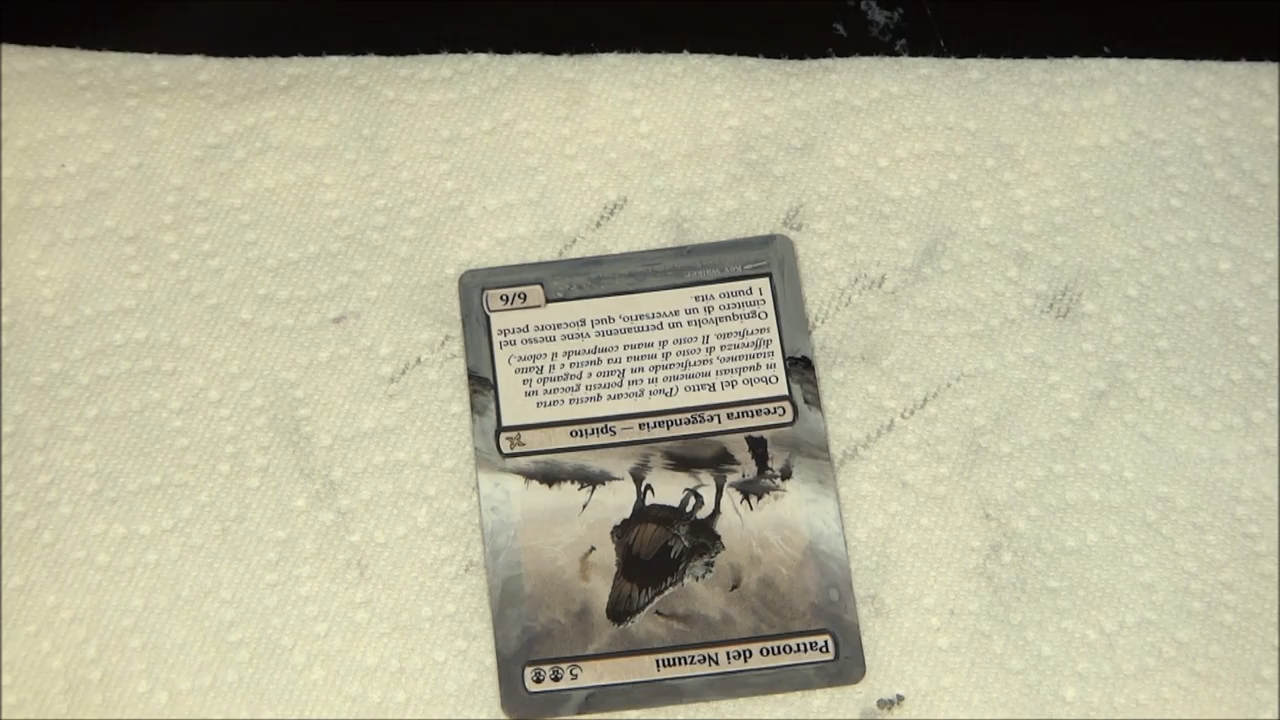 Patrono dei Nezumi 5
Creatura Leggendaria — Spirito
Obolo del Ratto (Puoi giocare questa carta
in qualsiasi momento in cui potresti giocare un
istantaneo, sacrificando un Ratto e pagando la
differenza di costo di mana tra questa e il Ratto
sacrificato. Il costo di mana comprende il colore.)
Ogniqualvolta un permanente viene messo nel
cimitero di un avversario, quel giocatore perde
1 punto vita.
6/6
Kev Walker